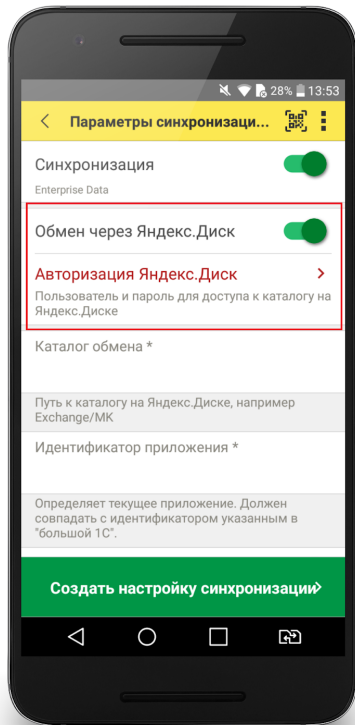 28% 13:53
Параметры синхронизаци...
Синхронизация
Enterprise Data
Обмен через Яндекс.Диск
Авторизация Яндекс.Диск
Пользователь и пароль для доступа к каталогу на
Яндекс.Диске
Каталог обмена *
Путь к каталогу на Яндекс.Диске, например
Exchange/MK
Идентификатор приложения *
Определяет текущее приложение. Должен
совпадать с идентификатором указанным в
"большой 1С".
Создать настройку синхронизации